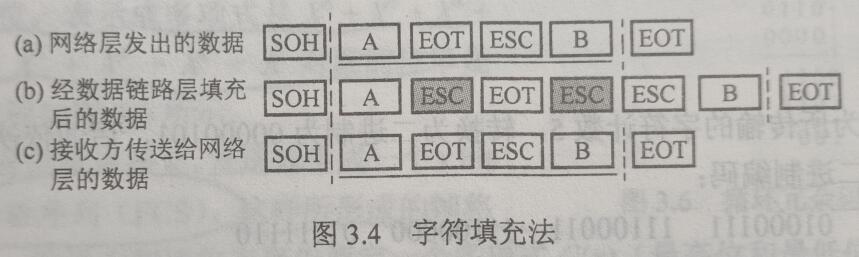 (a) 网络层发出的数据 SOH A EOT ESC B EOT
(b) 经数据链路层填充 SOH A ESC EOT ESC ESC B EOT
后的数据
(c) 接收方传送给网络 SOH A EOT ESC B EOT
层的数据
图 3.4 字符填充法